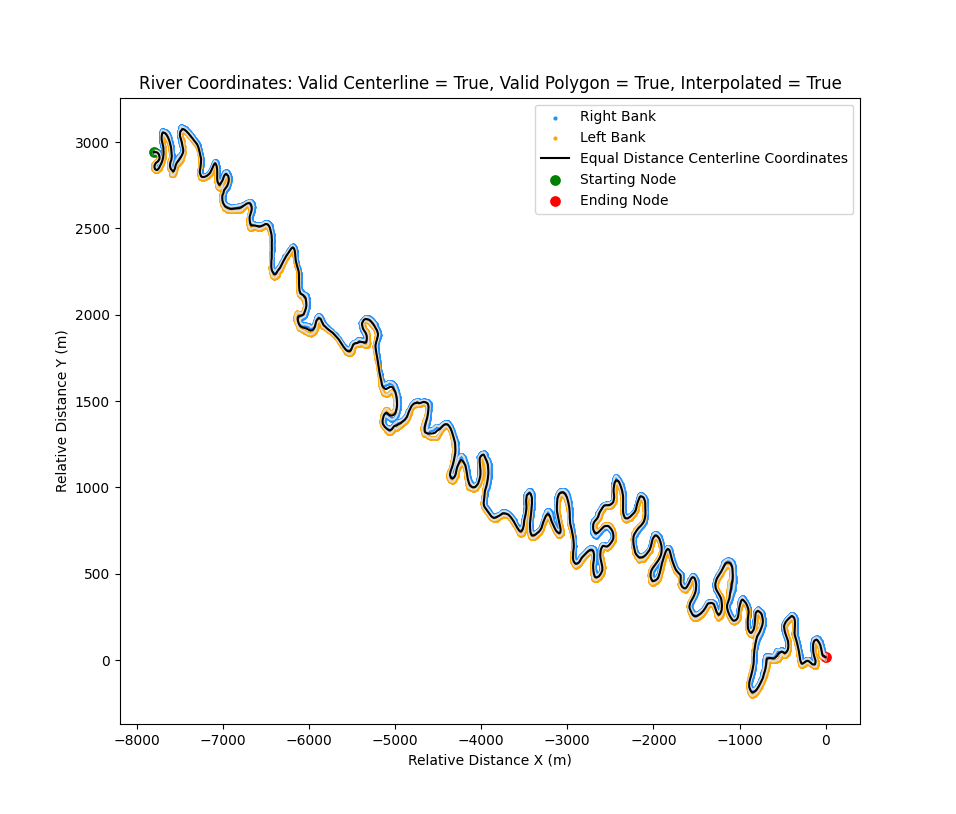 River Coordinates: Valid Centerline = True, Valid Polygon = True, Interpolated = True
Right Bank
Left Bank
Equal Distance Centerline Coordinates
Starting Node
Ending Node
Relative Distance Y (m)
3000
2500
2000
1500
1000
500
0
−8000 −7000 −6000 −5000 −4000 −3000 −2000 −1000 0
Relative Distance X (m)